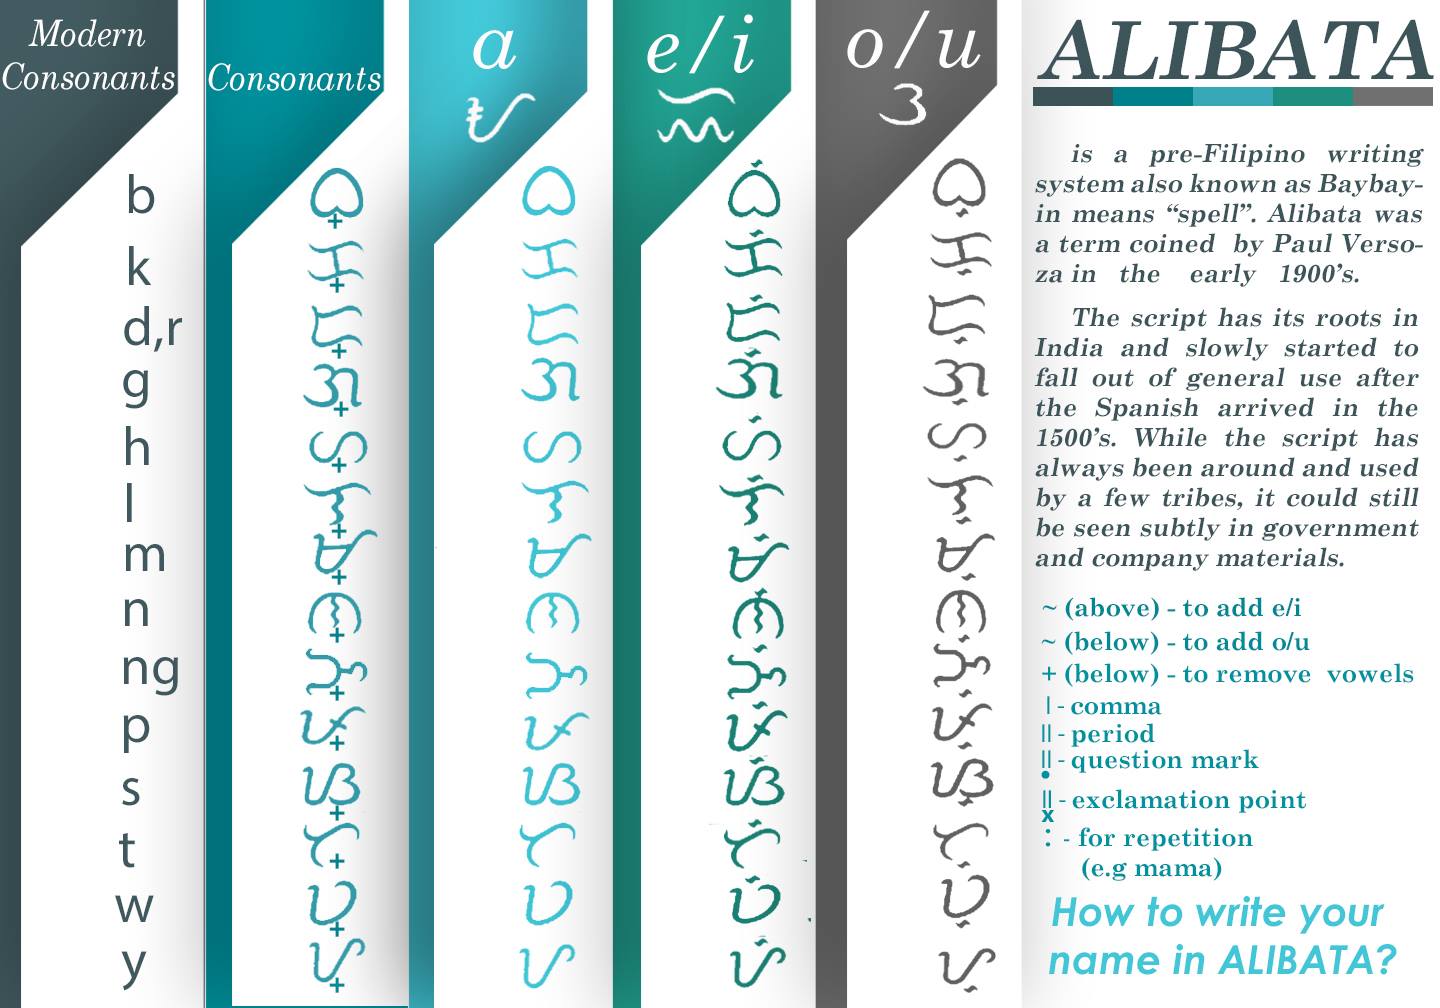 Modern
Consonants
Consonants
a
ᜀ
e/i
ᜁ
o/u
ᜂ
b ᜊ᜔ ᜊ ᜊᜒ ᜊᜓ
k ᜃ᜔ ᜃ ᜃᜒ ᜃᜓ
d,r ᜇ᜔ ᜇ ᜇᜒ ᜇᜓ
g ᜄ᜔ ᜄ ᜄᜒ ᜄᜓ
h ᜑ᜔ ᜑ ᜑᜒ ᜑᜓ
l ᜎ᜔ ᜎ ᜎᜒ ᜎᜓ
m ᜋ᜔ ᜋ ᜋᜒ ᜋᜓ
n ᜈ᜔ ᜈ ᜈᜒ ᜈᜓ
ng ᜅ᜔ ᜅ ᜅᜒ ᜅᜓ
p ᜉ᜔ ᜉ ᜉᜒ ᜉᜓ
s ᜐ᜔ ᜐ ᜐᜒ ᜐᜓ
t ᜆ᜔ ᜆ ᜆᜒ ᜆᜓ
w ᜏ᜔ ᜏ ᜏᜒ ᜏᜓ
y ᜌ᜔ ᜌ ᜌᜒ ᜌᜓ
ALIBATA
is a pre-Filipino writing
system also known as Baybay-
in means “spell”. Alibata was
a term coined by Paul Verso-
za in the early 1900’s.
The script has its roots in
India and slowly started to
fall out of general use after
the Spanish arrived in the
1500’s. While the script has
always been around and used
by a few tribes, it could still
be seen subtly in government
and company materials.
~ (above) - to add e/i
~ (below) - to add o/u
+ (below) - to remove vowels
| - comma
|| - period
|| - question mark
•
|| - exclamation point
x
: - for repetition
(e.g mama)
How to write your
name in ALIBATA?